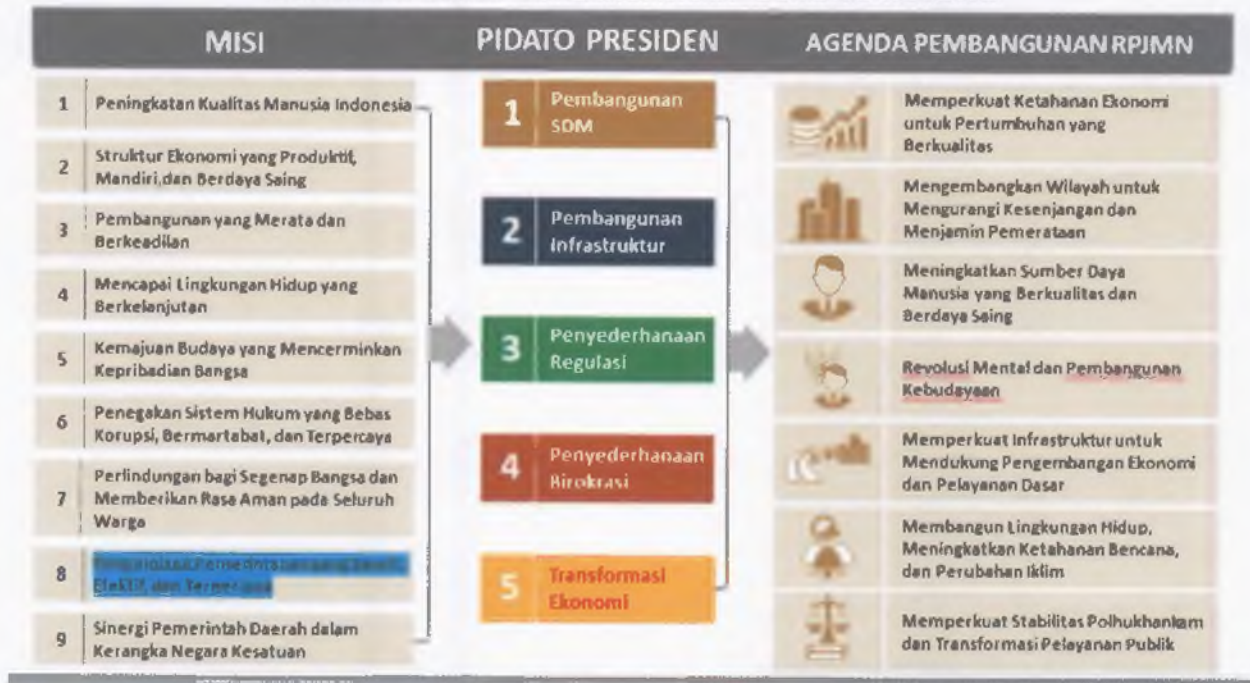 MISI
1
Peningkatan Kualitas Manusia Indonesia
2
Struktur Ekonomi yang Produktif,
Mandiri,dan Berdaya Saing
3
Pembangunan yang Merata dan
Berkeadilan
4
Mencapai Lingkungan Hidup yang
Berkelanjutan
5
Kemajuan Budaya yang Mencerminkan
Kepribadian Bangsa
6
Penegakan Sistem Hukum yang Bebas
Korupsi, Bermartabat, dan Terpercaya
7
Perlindungan bagi Segenap Bangsa dan
Memberikan Rasa Aman pada Seluruh
Warga
8
Pengelolaan Pemerintahan yang Bersih,
Efektif, dan Terpercaya
9
Sinergi Pemerintah Daerah dalam
Kerangka Negara Kesatuan
PIDATO PRESIDEN
1
Pembangunan
SDM
2
Pembangunan
Infrastruktur
3
Penyederhanaan
Regulasi
4
Penyederhanaan
Birokrasi
5
Transformasi
Ekonomi
AGENDA PEMBANGUNAN RPJMN
Memperkuat Ketahanan Ekonomi
untuk Pertumbuhan yang
Berkualitas
Mengembangkan Wilayah untuk
Mengurangi Kesenjangan dan
Menjamin Pemerataan
Meningkatkan Sumber Daya
Manusia yang Berkualitas dan
Berdaya Saing
Revolusi Mental dan Pembangunan
Kebudayaan
Memperkuat Infrastruktur untuk
Mendukung Pengembangan Ekonomi
dan Pelayanan Dasar
Membangun Lingkungan Hidup,
Meningkatkan Ketahanan Bencana,
dan Perubahan Iklim
Memperkuat Stabilitas Polhukhankam
dan Transformasi Pelayanan Publik